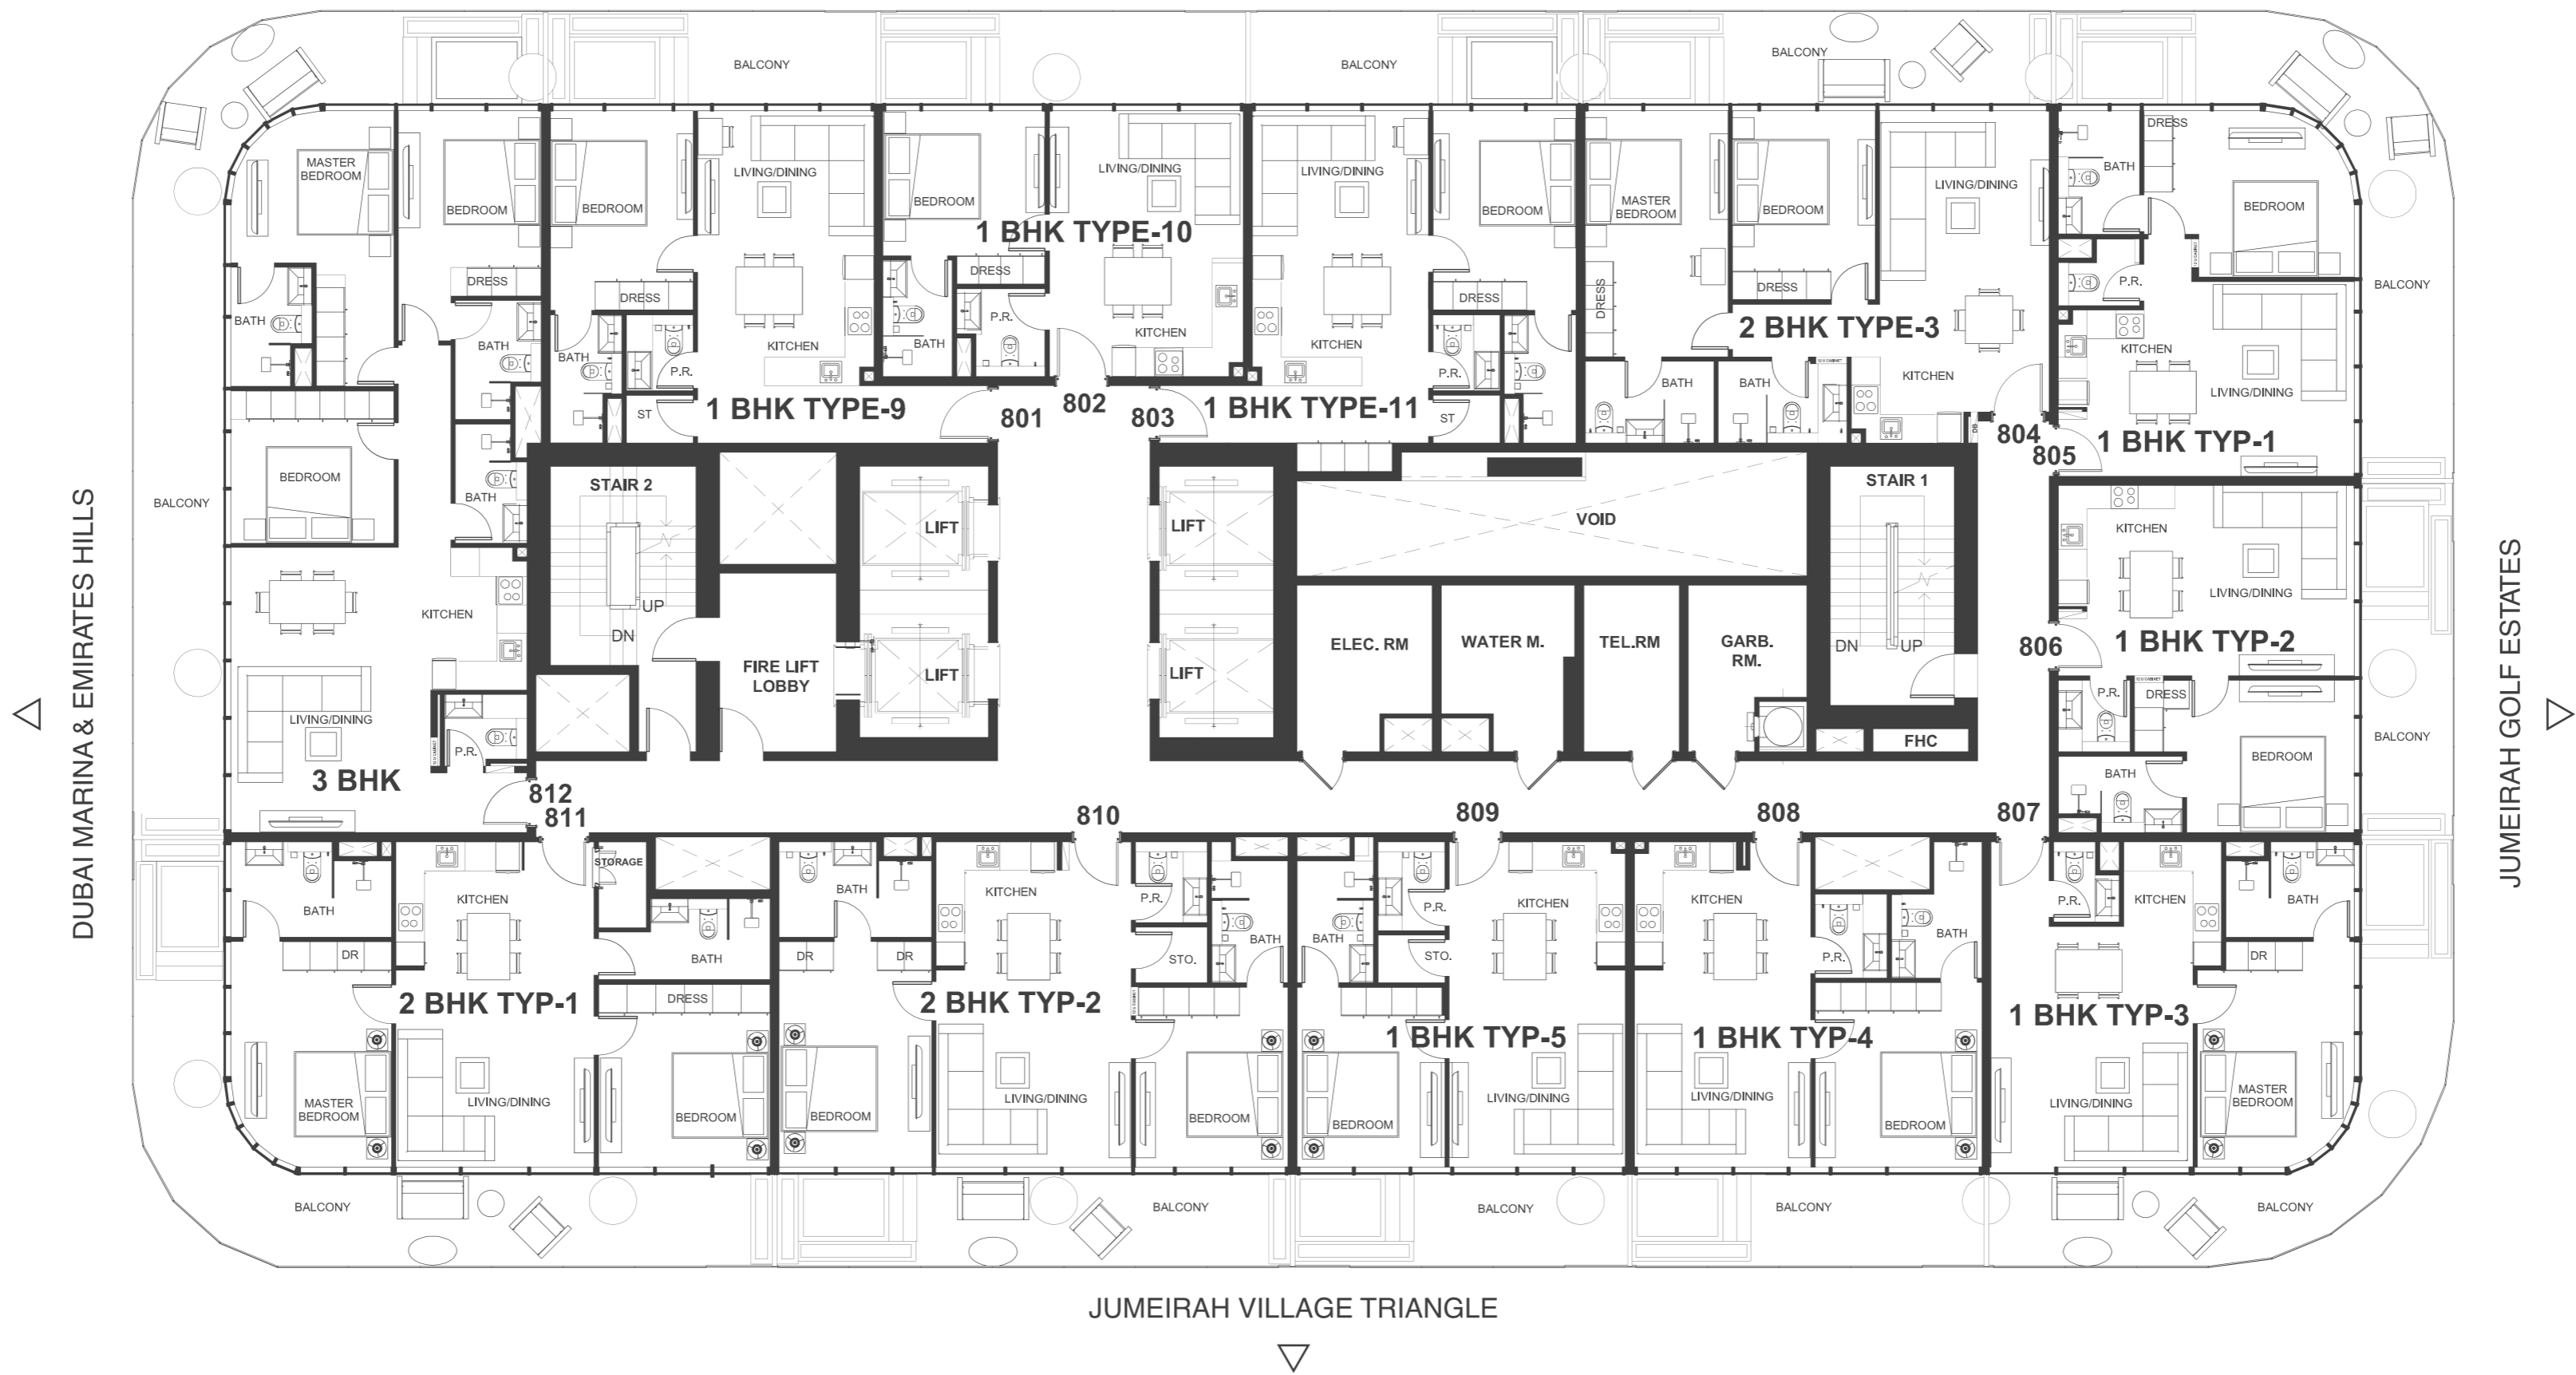 BALCONY
BALCONY
BALCONY
MASTER
BEDROOM
BEDROOM
DRESS
BATH
BATH
BEDROOM
BATH
BALCONY
KITCHEN
LIVING/DINING
P.R.
3 BHK
812
BEDROOM
DRESS
BATH
P.R.
ST
LIVING/DINING
KITCHEN
1 BHK TYPE-9
801
BEDROOM
1 BHK TYPE-10
DRESS
P.R.
BATH
LIVING/DINING
KITCHEN
802
LIVING/DINING
KITCHEN
1 BHK TYPE-11
803
BEDROOM
DRESS
P.R.
ST
MASTER
BEDROOM
DRESS
BEDROOM
DRESS
LIVING/DINING
2 BHK TYPE-3
BATH
BATH
KITCHEN
804
DRESS
BATH
P.R.
BEDROOM
BALCONY
KITCHEN
LIVING/DINING
1 BHK TYP-1
805
KITCHEN
LIVING/DINING
1 BHK TYP-2
806
P.R.
DRESS
BATH
BEDROOM
BALCONY
STAIR 2
UP
DN
FIRE LIFT
LOBBY
LIFT
LIFT
LIFT
LIFT
VOID
ELEC. RM
WATER M.
TEL.RM
GARB.
RM.
STAIR 1
DN
UP
FHC
811
810
809
808
807
BATH
DR
MASTER
BEDROOM
KITCHEN
2 BHK TYP-1
LIVING/DINING
STORAGE
BATH
DRESS
BEDROOM
BATH
DR
DR
BEDROOM
KITCHEN
2 BHK TYP-2
LIVING/DINING
P.R.
STO.
BATH
BEDROOM
BATH
P.R.
STO.
BEDROOM
KITCHEN
1 BHK TYP-5
LIVING/DINING
KITCHEN
1 BHK TYP-4
LIVING/DINING
P.R.
BATH
BEDROOM
P.R.
KITCHEN
1 BHK TYP-3
LIVING/DINING
BATH
DR
MASTER
BEDROOM
BALCONY
BALCONY
BALCONY
BALCONY
BALCONY
DUBAI MARINA & EMIRATES HILLS
JUMEIRAH GOLF ESTATES
JUMEIRAH VILLAGE TRIANGLE